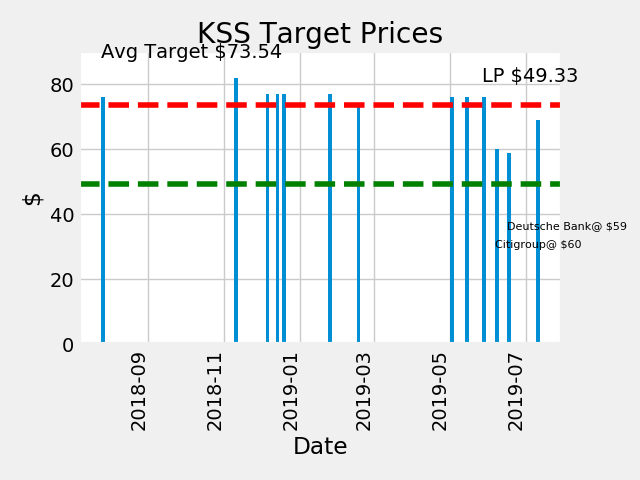 KSS Target Prices
Avg Target $73.54
LP $49.33
80
60
40
20
0
$
Deutsche Bank@ $59
Citigroup@ $60
2018-09
2018-11
2019-01
2019-03
2019-05
2019-07
Date